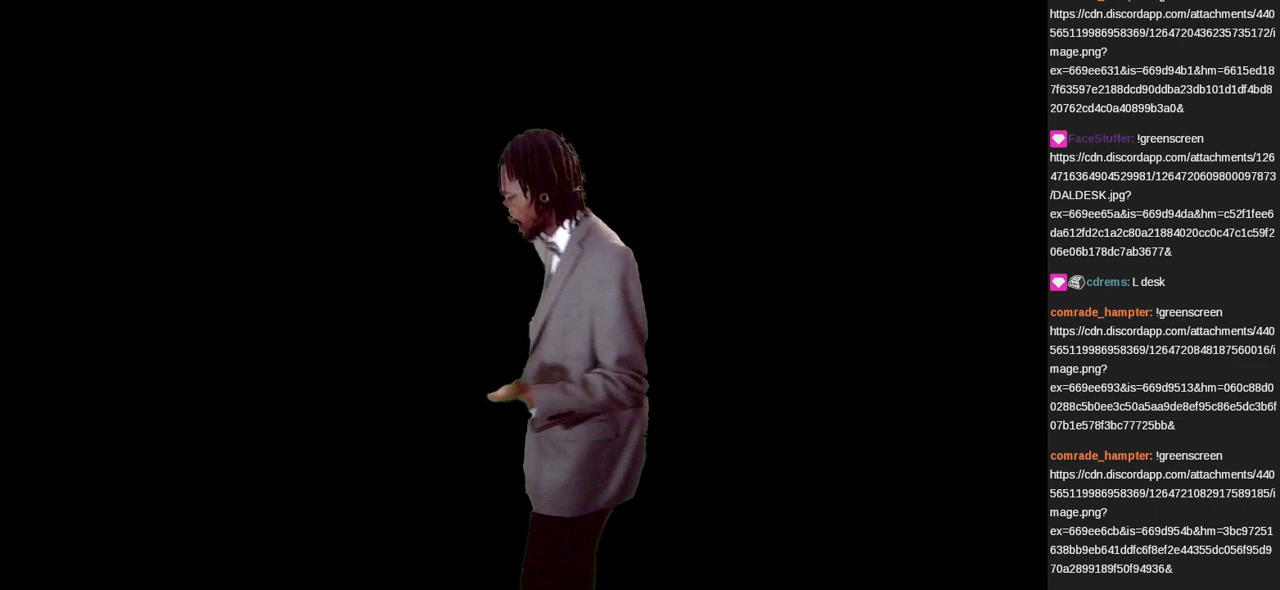 https://cdn.discordapp.com/attachments/440
565119986958369/1264720436235735172/i
mage.png?
ex=669ee631&is=669d94b1&hm=6615ed18
7f63597e2188dcd90ddba23db101d1df4bd8
20762cd4c0a40899b3a0&
FaceStuffer: !greenscreen
https://cdn.discordapp.com/attachments/126
4716364904529981/1264720609800097873
/DALDESK.jpg?
ex=669ee65a&is=669d94da&hm=c52f1fee6
da612fd2c1a2c80a21884020cc0c47c1c59f2
06e06b178dc7ab3677&
cdrems: L desk
comrade_hampter: !greenscreen
https://cdn.discordapp.com/attachments/440
565119986958369/1264720848187560016/i
mage.png?
ex=669ee693&is=669d9513&hm=060c88d0
0288c5b0ee3c50a5aa9de8ef95c86e5dc3b6f
07b1e578f3bc77725bb&
comrade_hampter: !greenscreen
https://cdn.discordapp.com/attachments/440
565119986958369/1264721082917589185/i
mage.png?
ex=669ee6cb&is=669d954b&hm=3bc97251
638bb9eb641ddfc6f8ef2e44355dc056f95d9
70a2899189f50f94936&